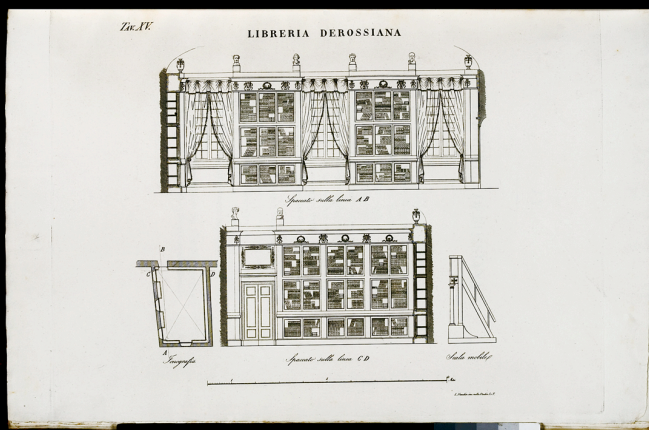 Tav. XV.
LIBRERIA DEROSSIANA
Spaccato sulla linea A B
B
C D
A
Icnografia
Spaccato sulla linea C D
Scala mobile